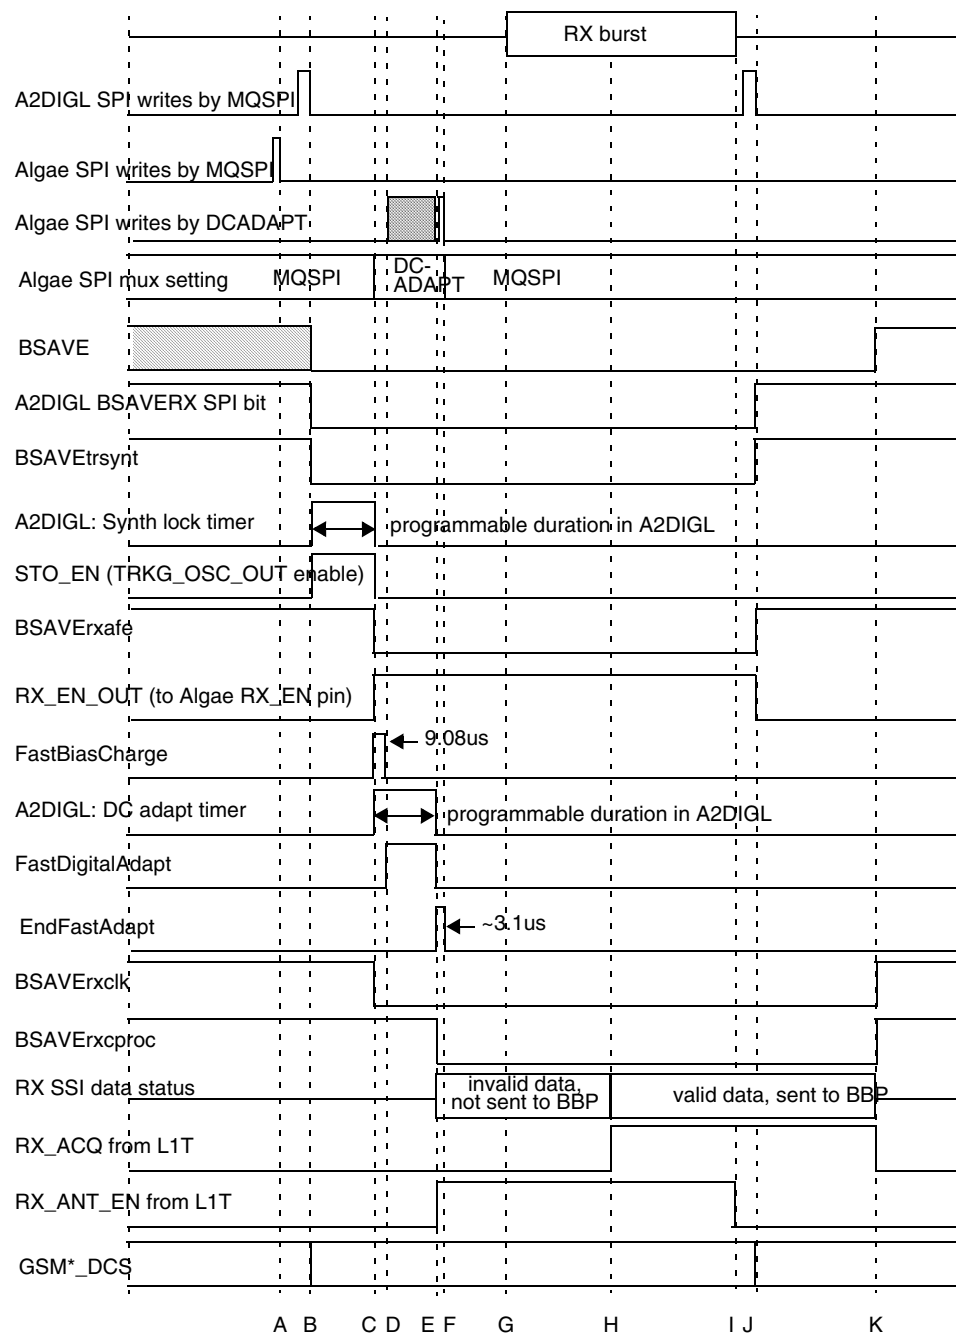 RX burst
A2DIGL SPI writes by MQSPI
Algae SPI writes by MQSPI
Algae SPI writes by DCADAPT
Algae SPI mux setting MQSPI DC- MQSPI
ADAPT
BSAVE
A2DIGL BSAVERX SPI bit
BSAVEtrsynt
A2DIGL: Synth lock timer programmable duration in A2DIGL
STO_EN (TRKG_OSC_OUT enable)
BSAVErxafe
RX_EN_OUT (to Algae RX_EN pin)
FastBiasCharge 9.08us
A2DIGL: DC adapt timer programmable duration in A2DIGL
FastDigitalAdapt
EndFastAdapt ~3.1us
BSAVErxclk
BSAVErxcproc
RX SSI data status invalid data, valid data, sent to BBP
not sent to BBP
RX_ACQ from L1T
RX_ANT_EN from L1T
GSM*_DCS
A B C D E F G H I J K